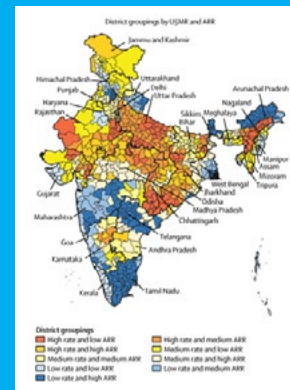 District groupings by U5MR and ARR
Jammu and Kashmir
Himachal Pradesh
Uttarakhand
Punjab
Delhi
Arunachal Pradesh
Haryana
Uttar Pradesh
Nagaland
Rajasthan
Sikkim
Meghalaya
Bihar
Manipur
Assam
Mizoram
Tripura
Gujarat
West Bengal
Jharkhand
Odisha
Madhya Pradesh
Maharashtra
Chhattisgarh
Goa
Telangana
Karnataka
Andhra Pradesh
Kerala
Tamil Nadu
District groupings
High rate and low ARR
High rate and medium ARR
High rate and high ARR
Medium rate and low ARR
Medium rate and medium ARR
Medium rate and high ARR
Low rate and low ARR
Low rate and medium ARR
Low rate and high ARR